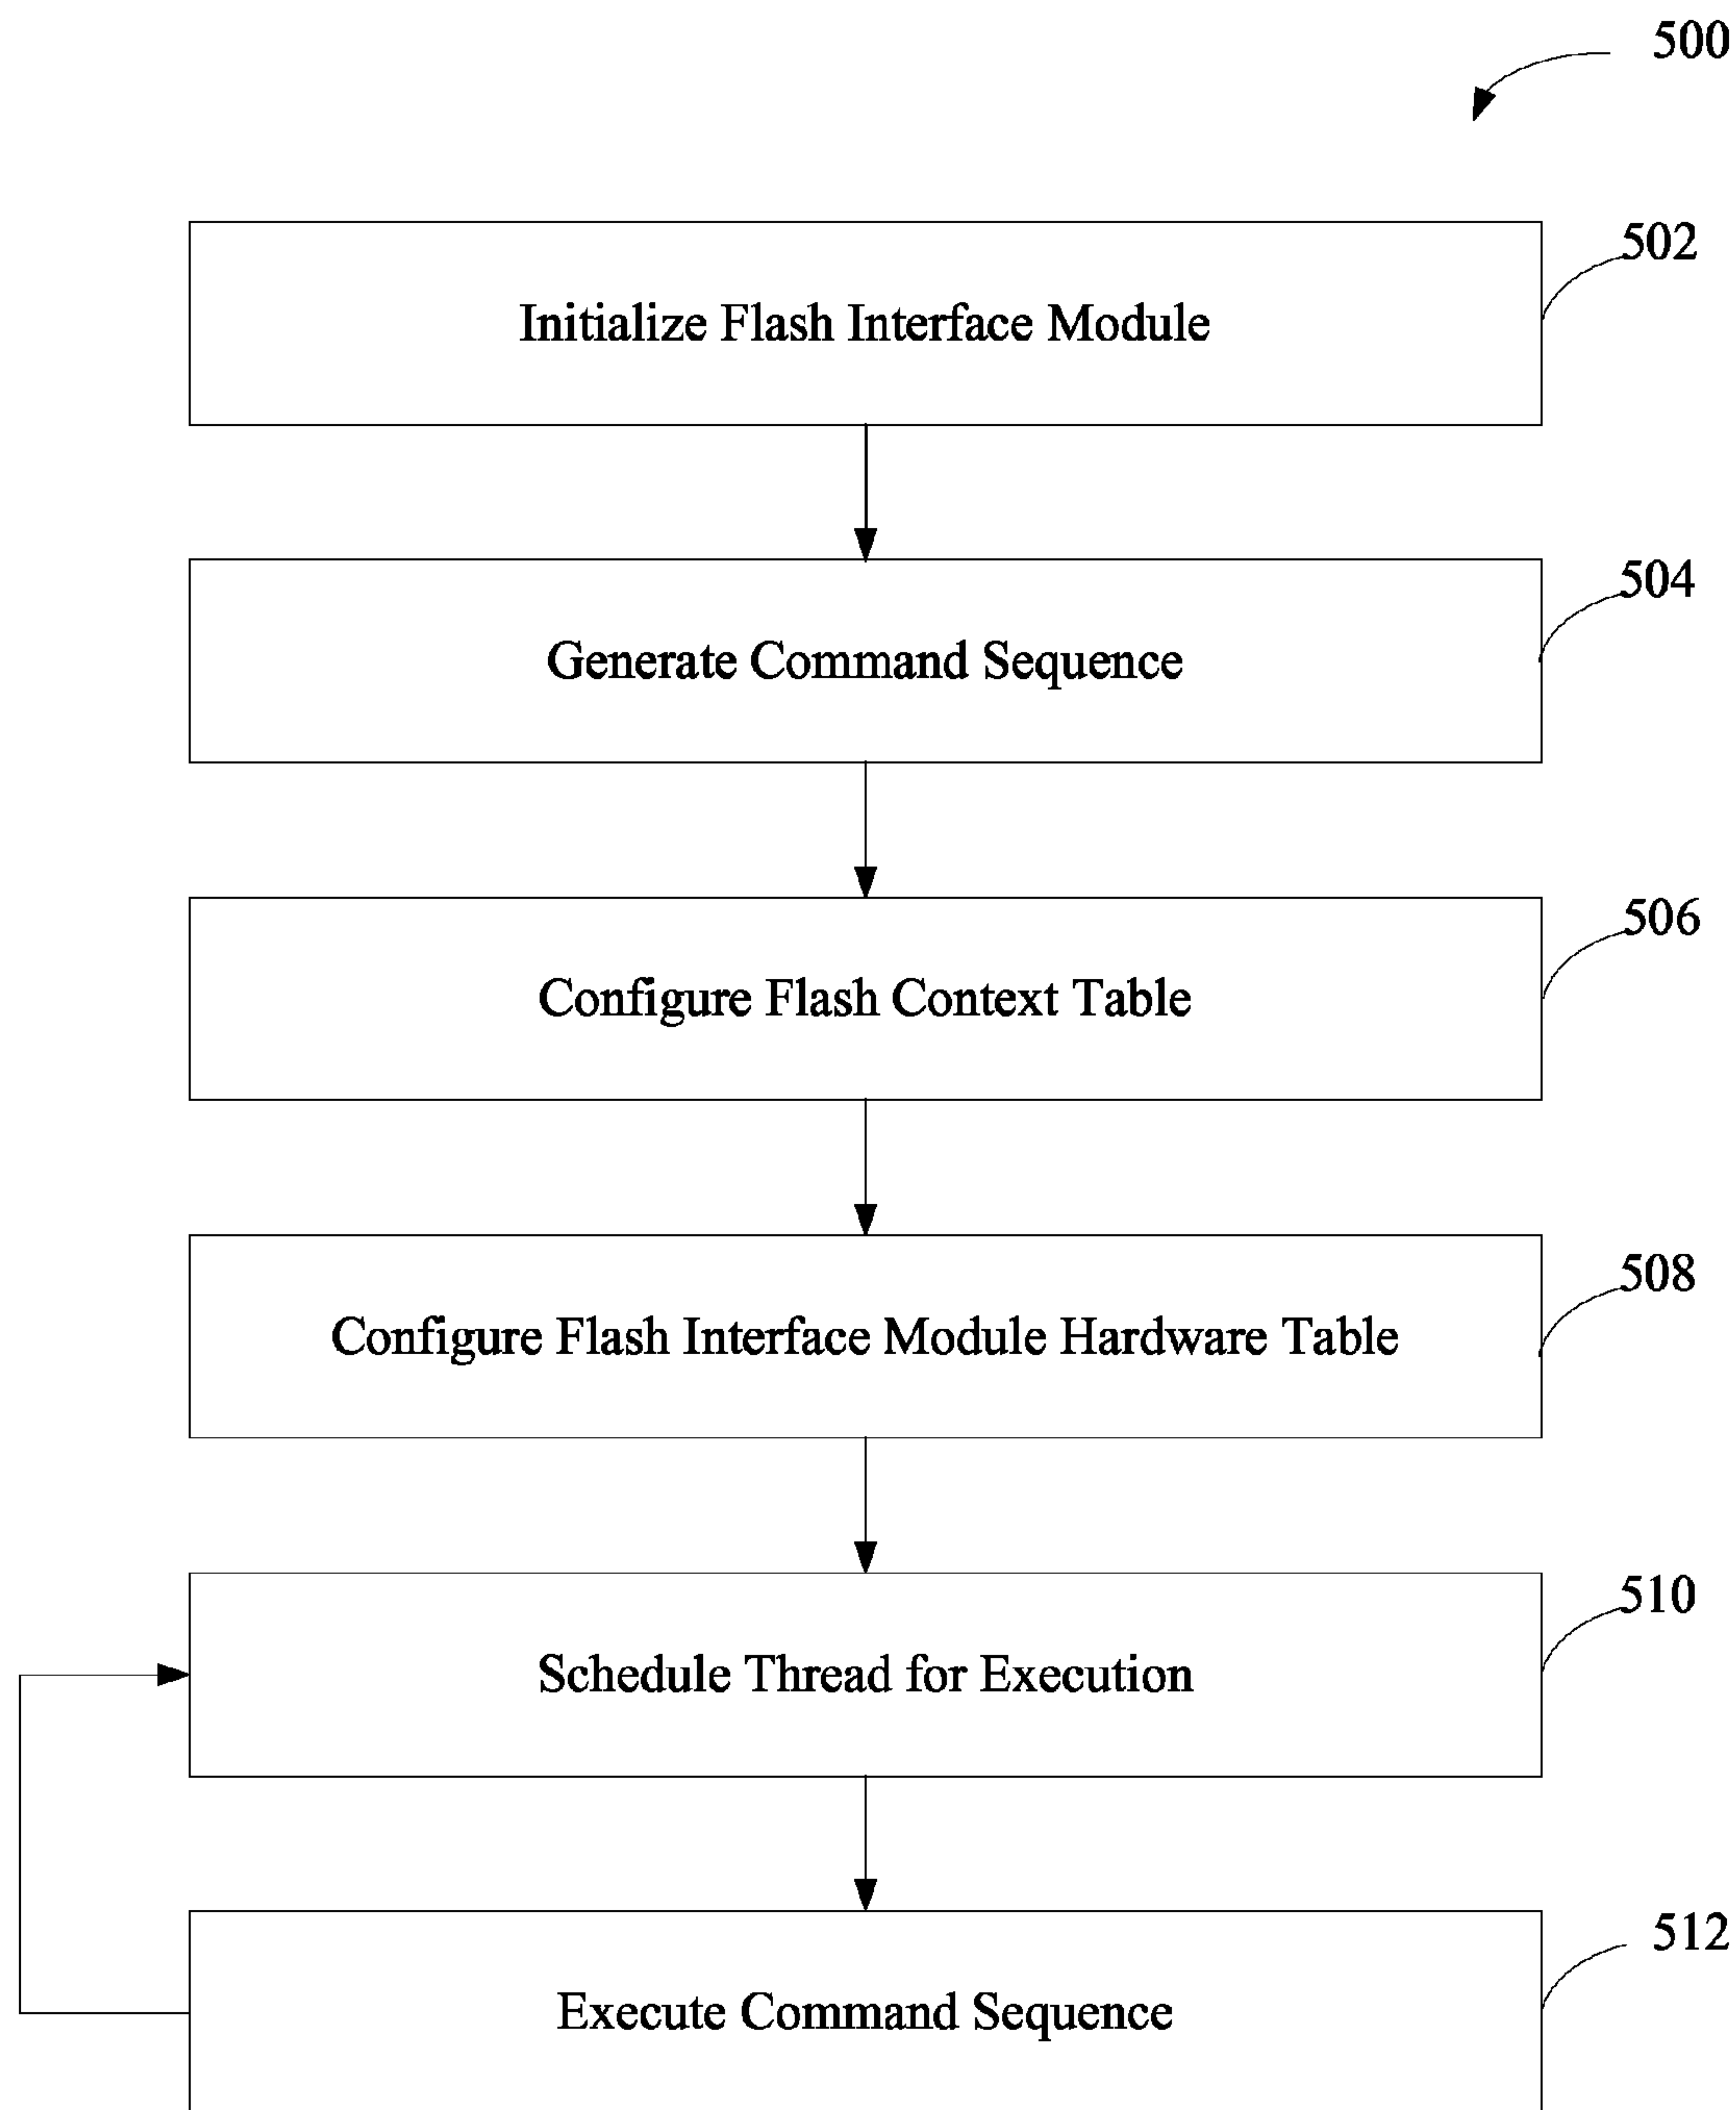 500
502
Initialize Flash Interface Module
504
Generate Command Sequence
506
Configure Flash Context Table
508
Configure Flash Interface Module Hardware Table
510
Schedule Thread for Execution
512
Execute Command Sequence